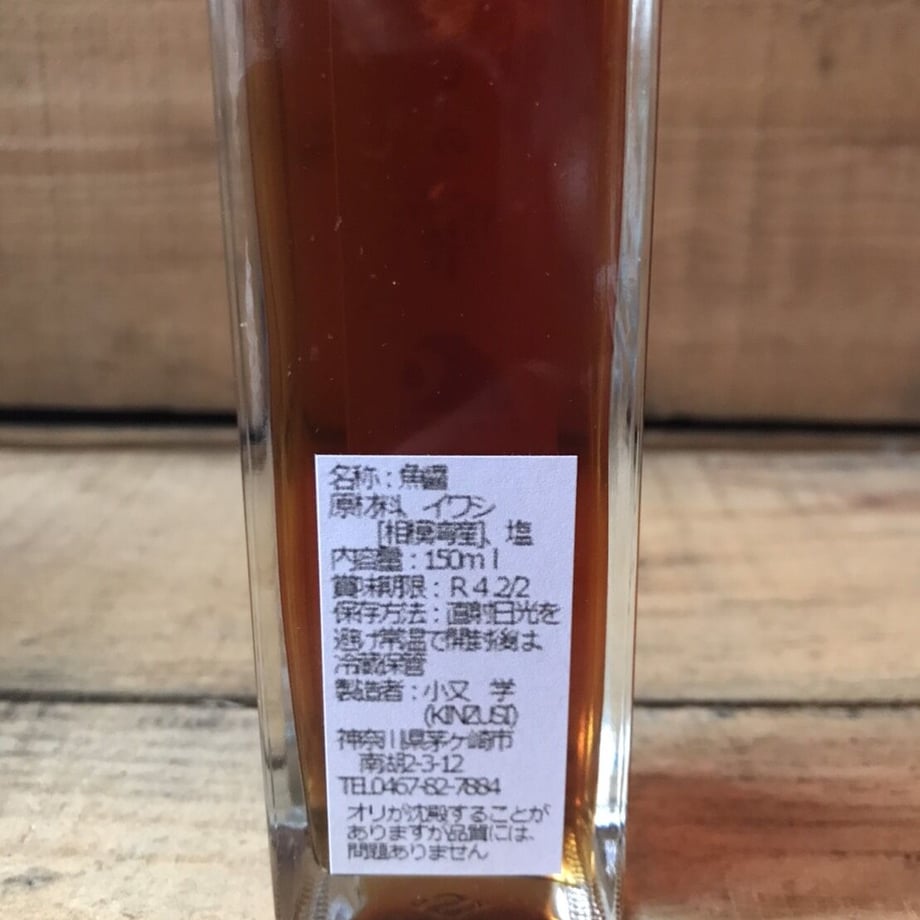 名称：魚醤
原材料、イワシ
[相模湾産]、塩
内容量：150ml
賞味期限：R4.2/2
保存方法：直射日光を
避け常温で開封後は、
冷蔵保管
製造者：小又 学
(KINZUSI)
神奈川県茅ヶ崎市
南湖2-3-12
TEL0467-82-7884
オリが沈殿することが
ありますが品質には、
問題ありません